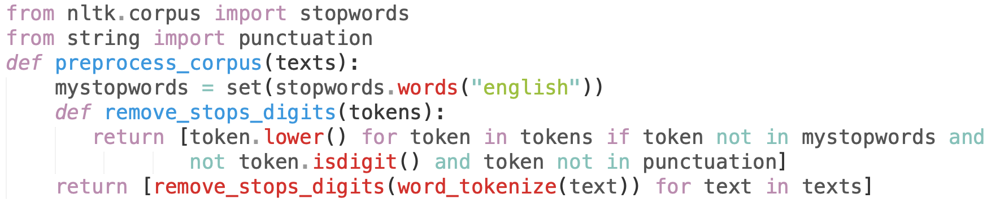 from nltk.corpus import stopwords
from string import punctuation
def preprocess_corpus(texts):
    mystopwords = set(stopwords.words("english"))
    def remove_stops_digits(tokens):
       return [token.lower() for token in tokens if token not in mystopwords and
               not token.isdigit() and token not in punctuation]
    return [remove_stops_digits(word_tokenize(text)) for text in texts]